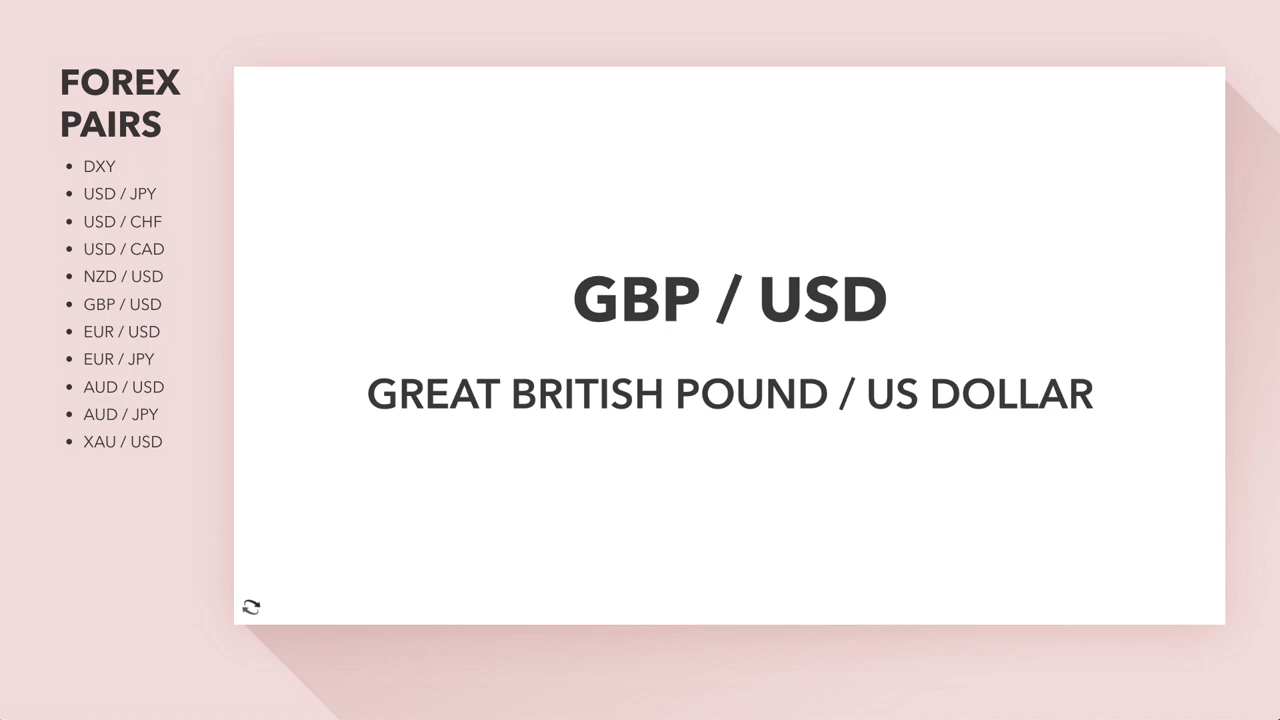 FOREX
PAIRS
• DXY
• USD / JPY
• USD / CHF
• USD / CAD
• NZD / USD
• GBP / USD
• EUR / USD
• EUR / JPY
• AUD / USD
• AUD / JPY
• XAU / USD
GBP / USD
GREAT BRITISH POUND / US DOLLAR